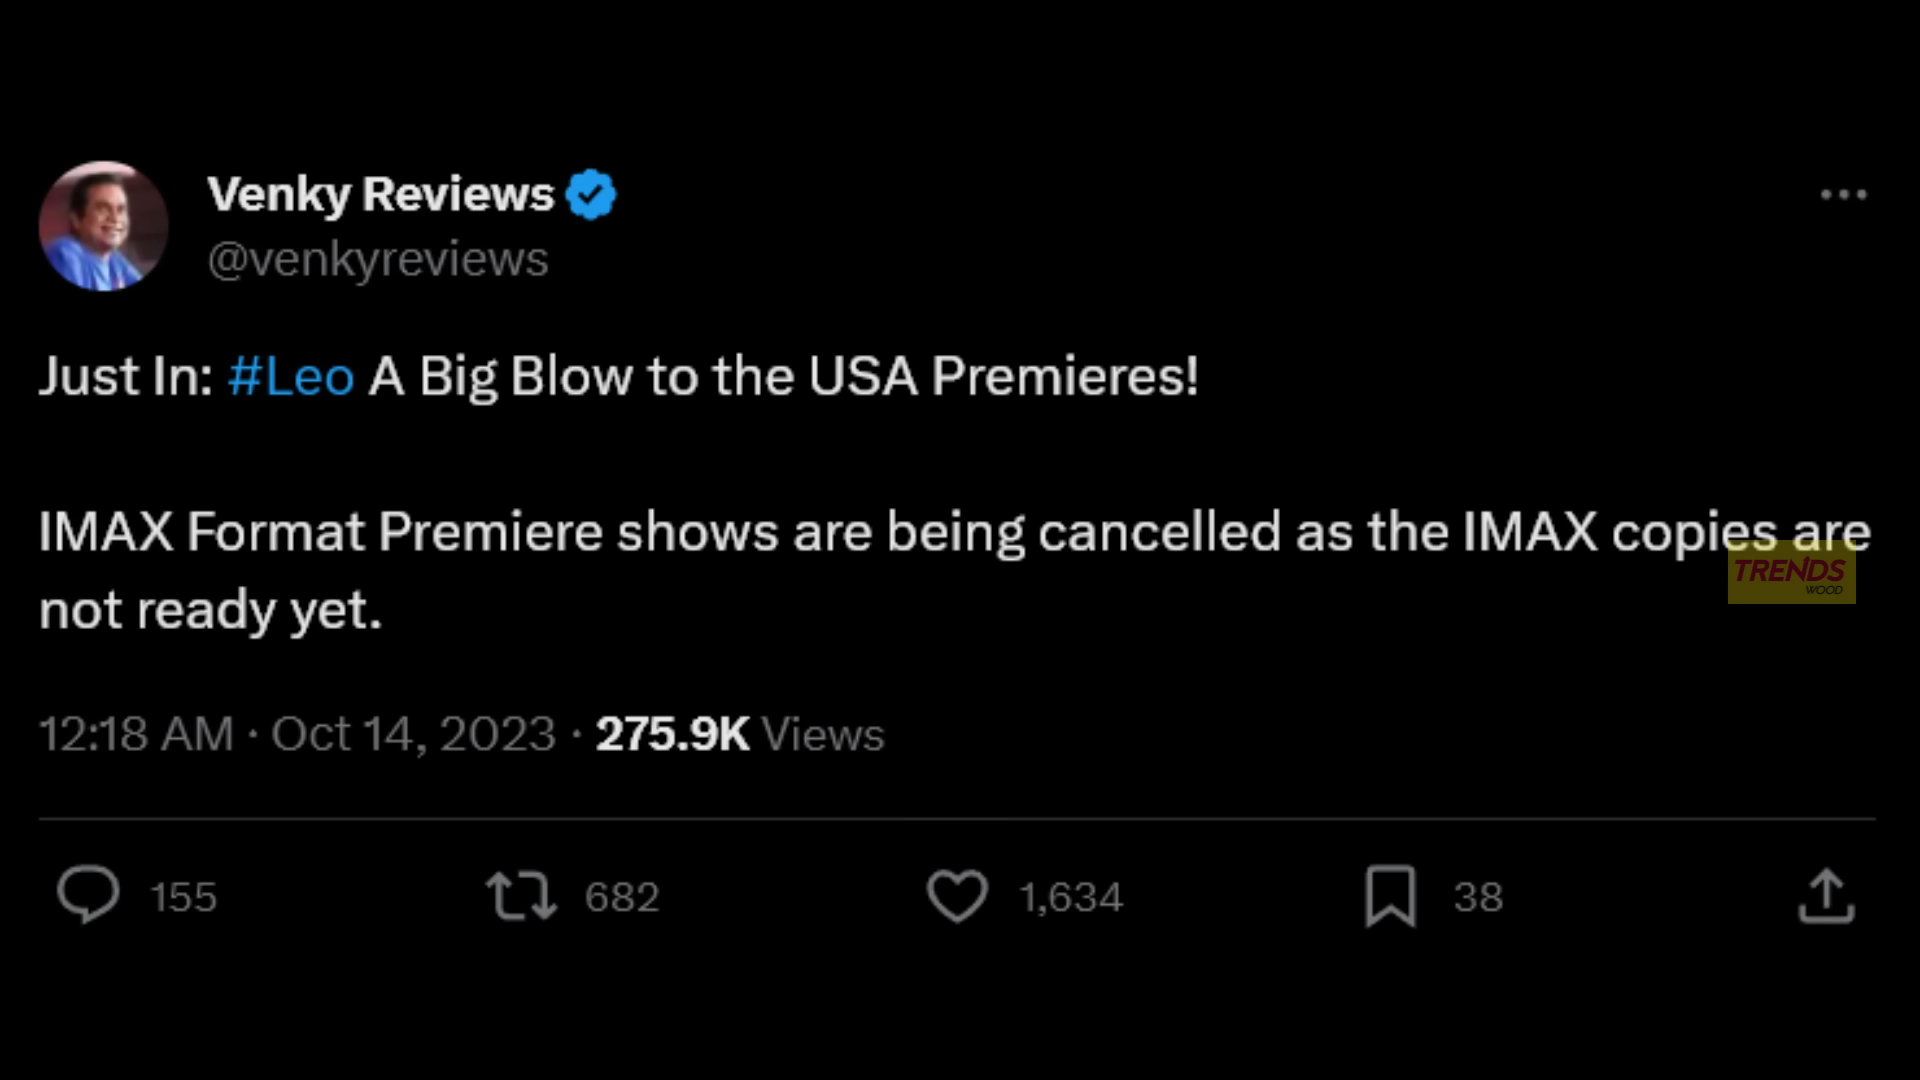 Venky Reviews
@venkyreviews
Just In: #Leo A Big Blow to the USA Premieres!
IMAX Format Premiere shows are being cancelled as the IMAX copies are
not ready yet.
TRENDS
WOOD
12:18 AM · Oct 14, 2023 · 275.9K Views
155 682 1,634 38